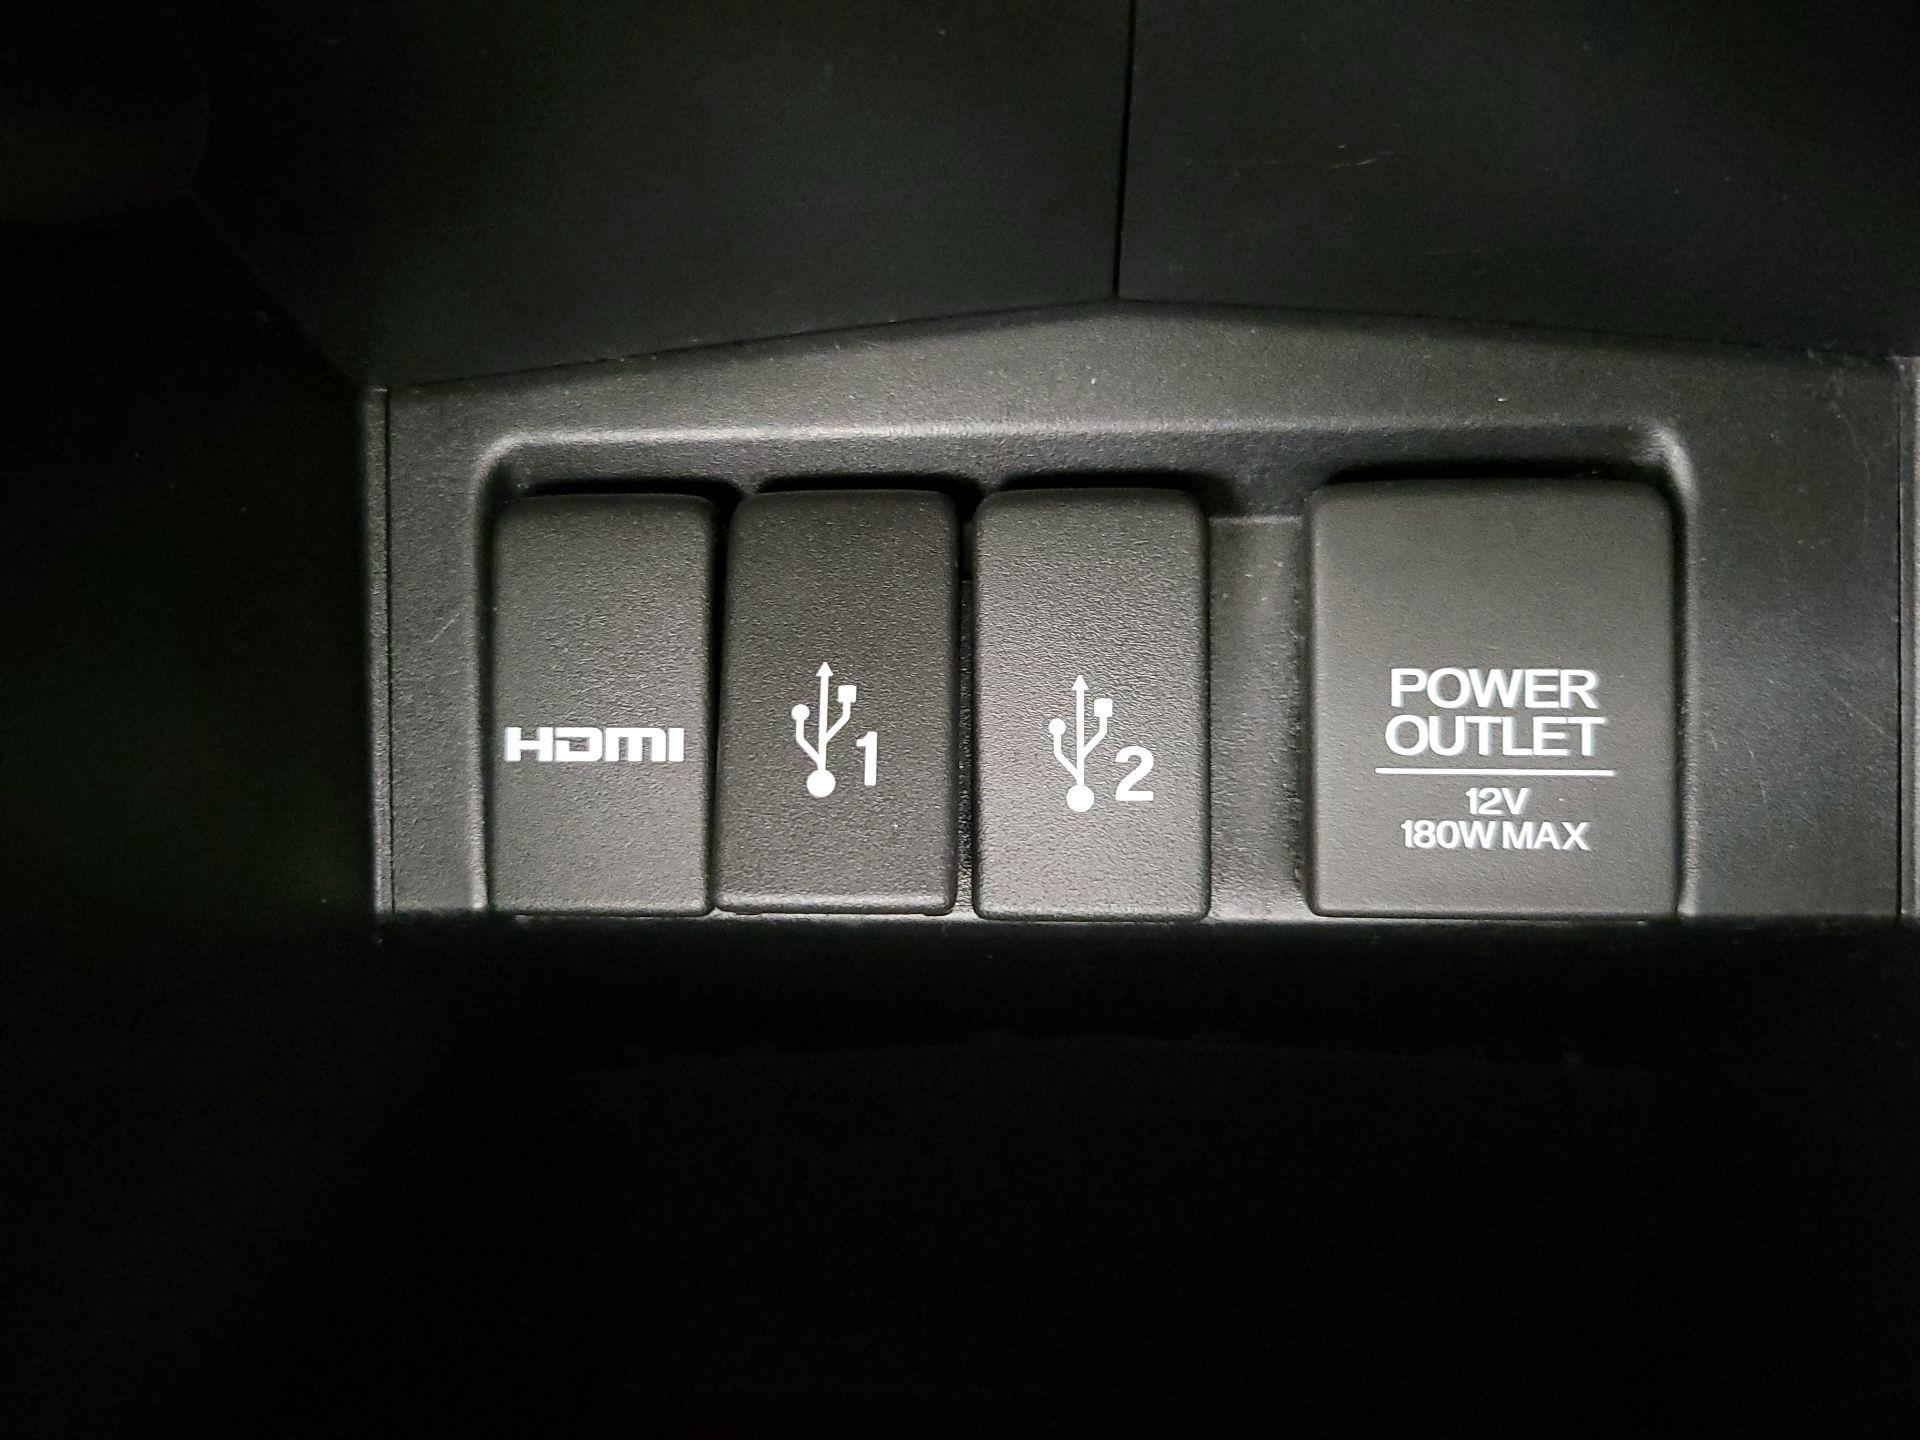 HDMI
1
2
POWER
OUTLET
12V
180W MAX